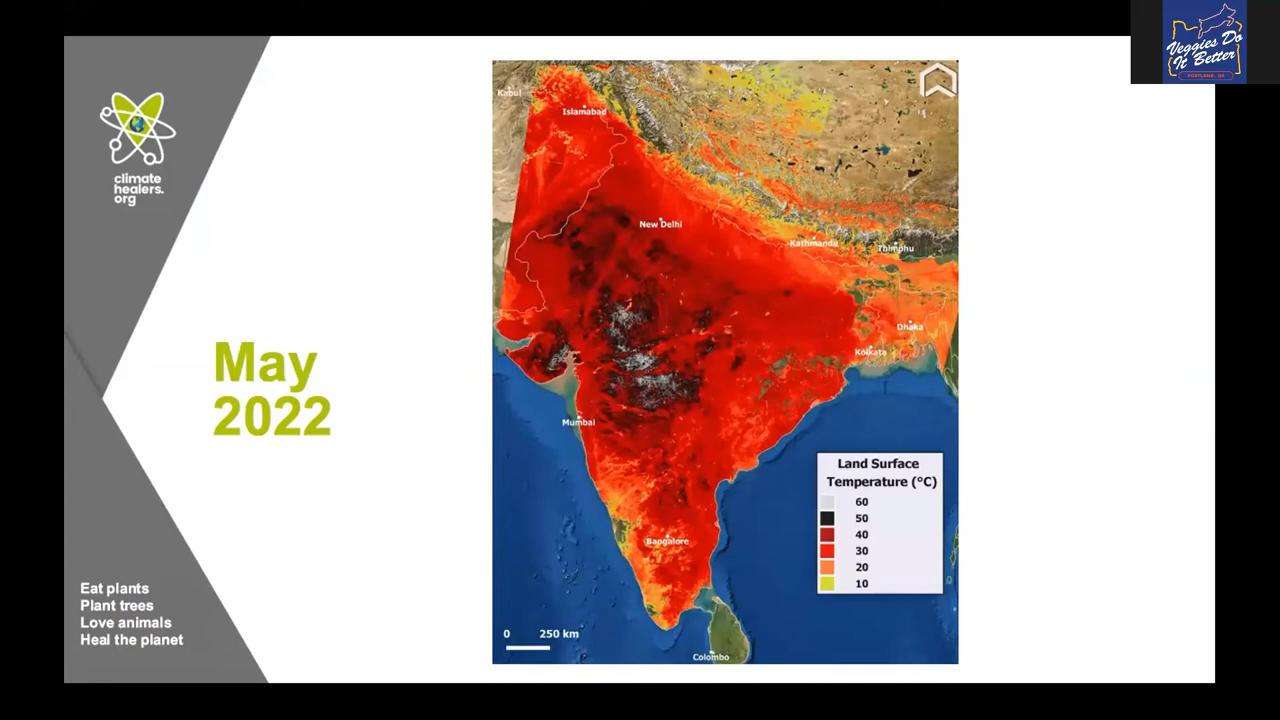 Veggies Do
It Better
PORTLAND, OR
climate
healers.
org
May
2022
Eat plants
Plant trees
Love animals
Heal the planet
Kabul
Islamabad
New Delhi
Kathmandu
Thimphu
Dhaka
Kolkata
Mumbai
Bangalore
Colombo
0 250 km
Land Surface
Temperature (°C)
60
50
40
30
20
10